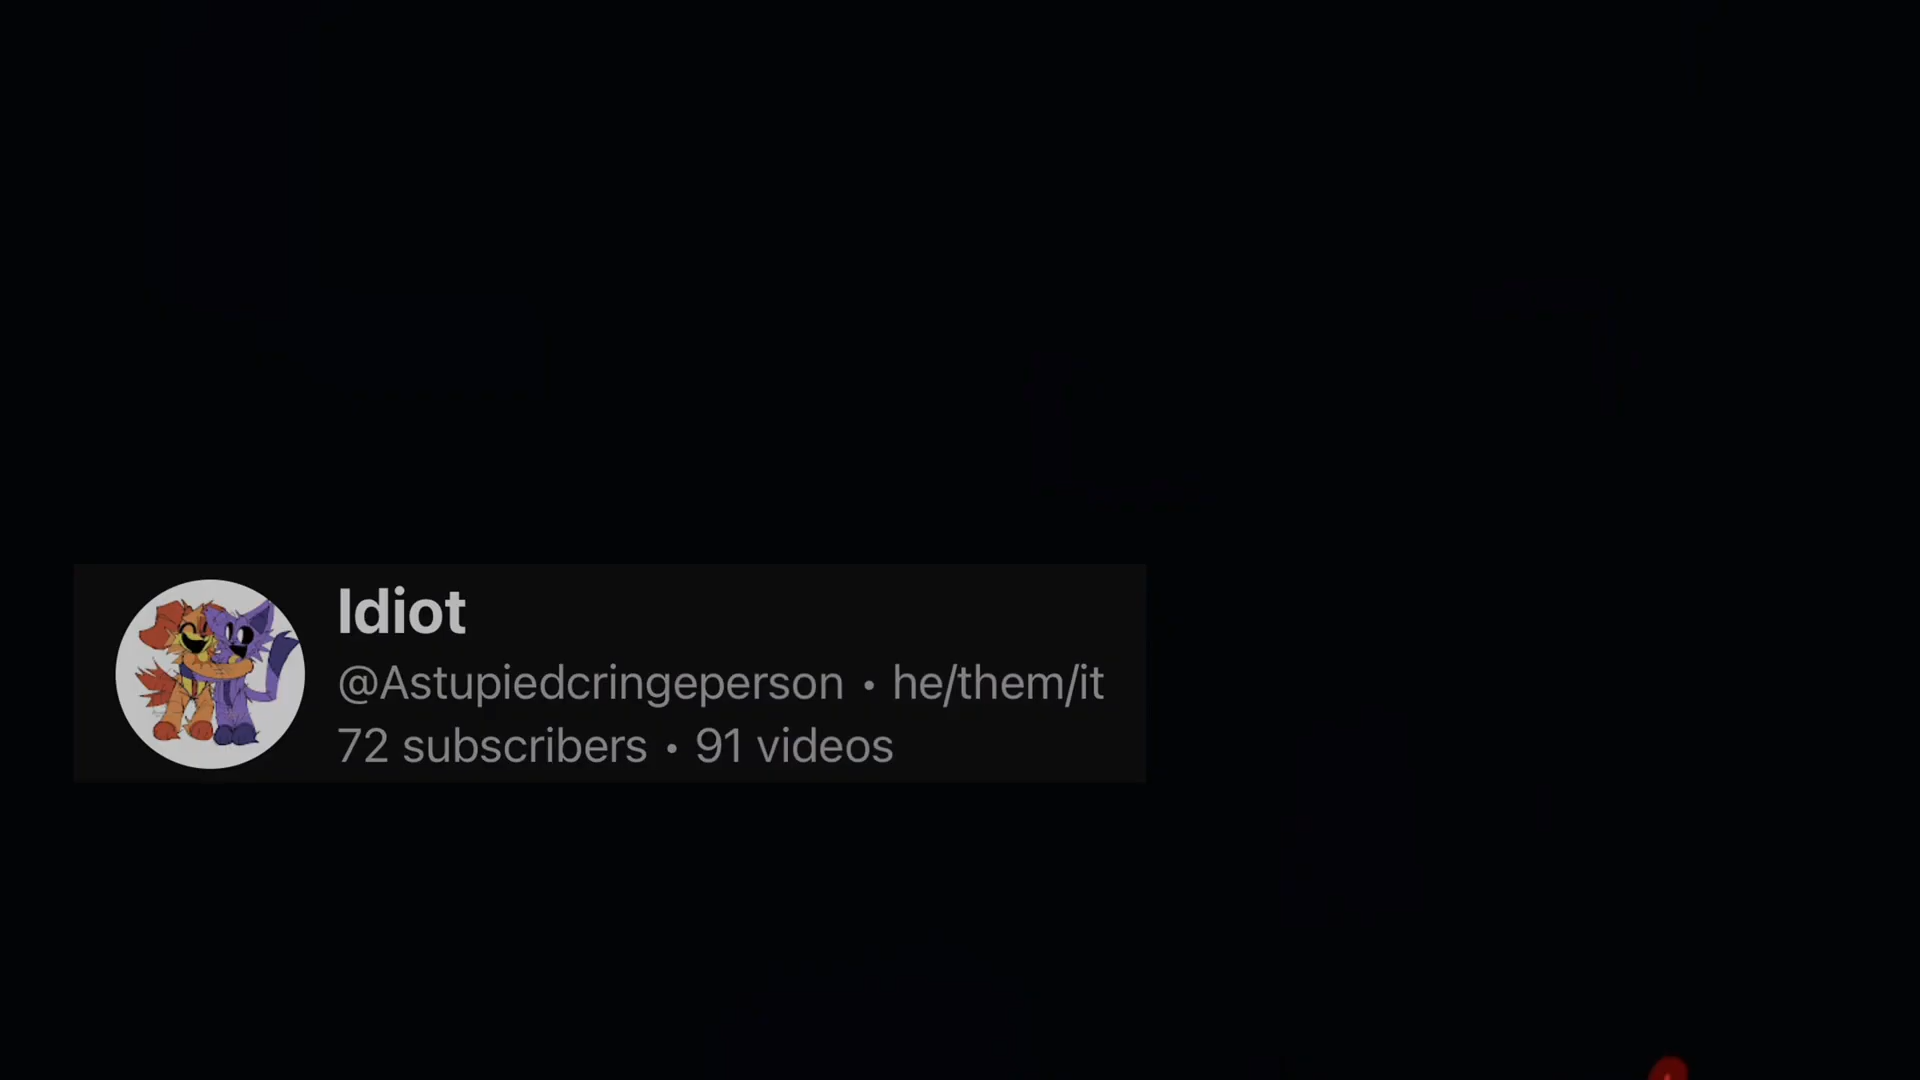 Idiot
@Astupiedcringeperson • he/them/it
72 subscribers • 91 videos